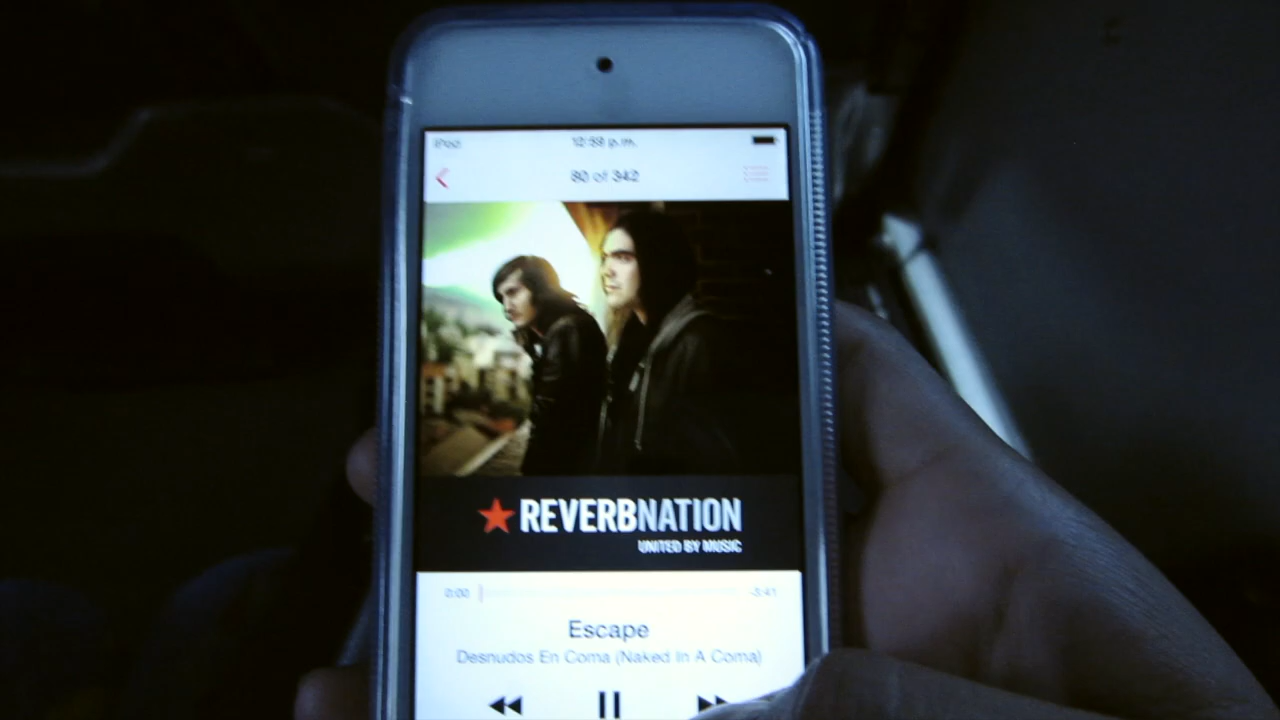 iPod 12:59 p.m.
80 of 342
REVERBNATION
UNITED BY MUSIC
0:00 -3:41
Escape
Desnudos En Coma (Naked In A Coma)